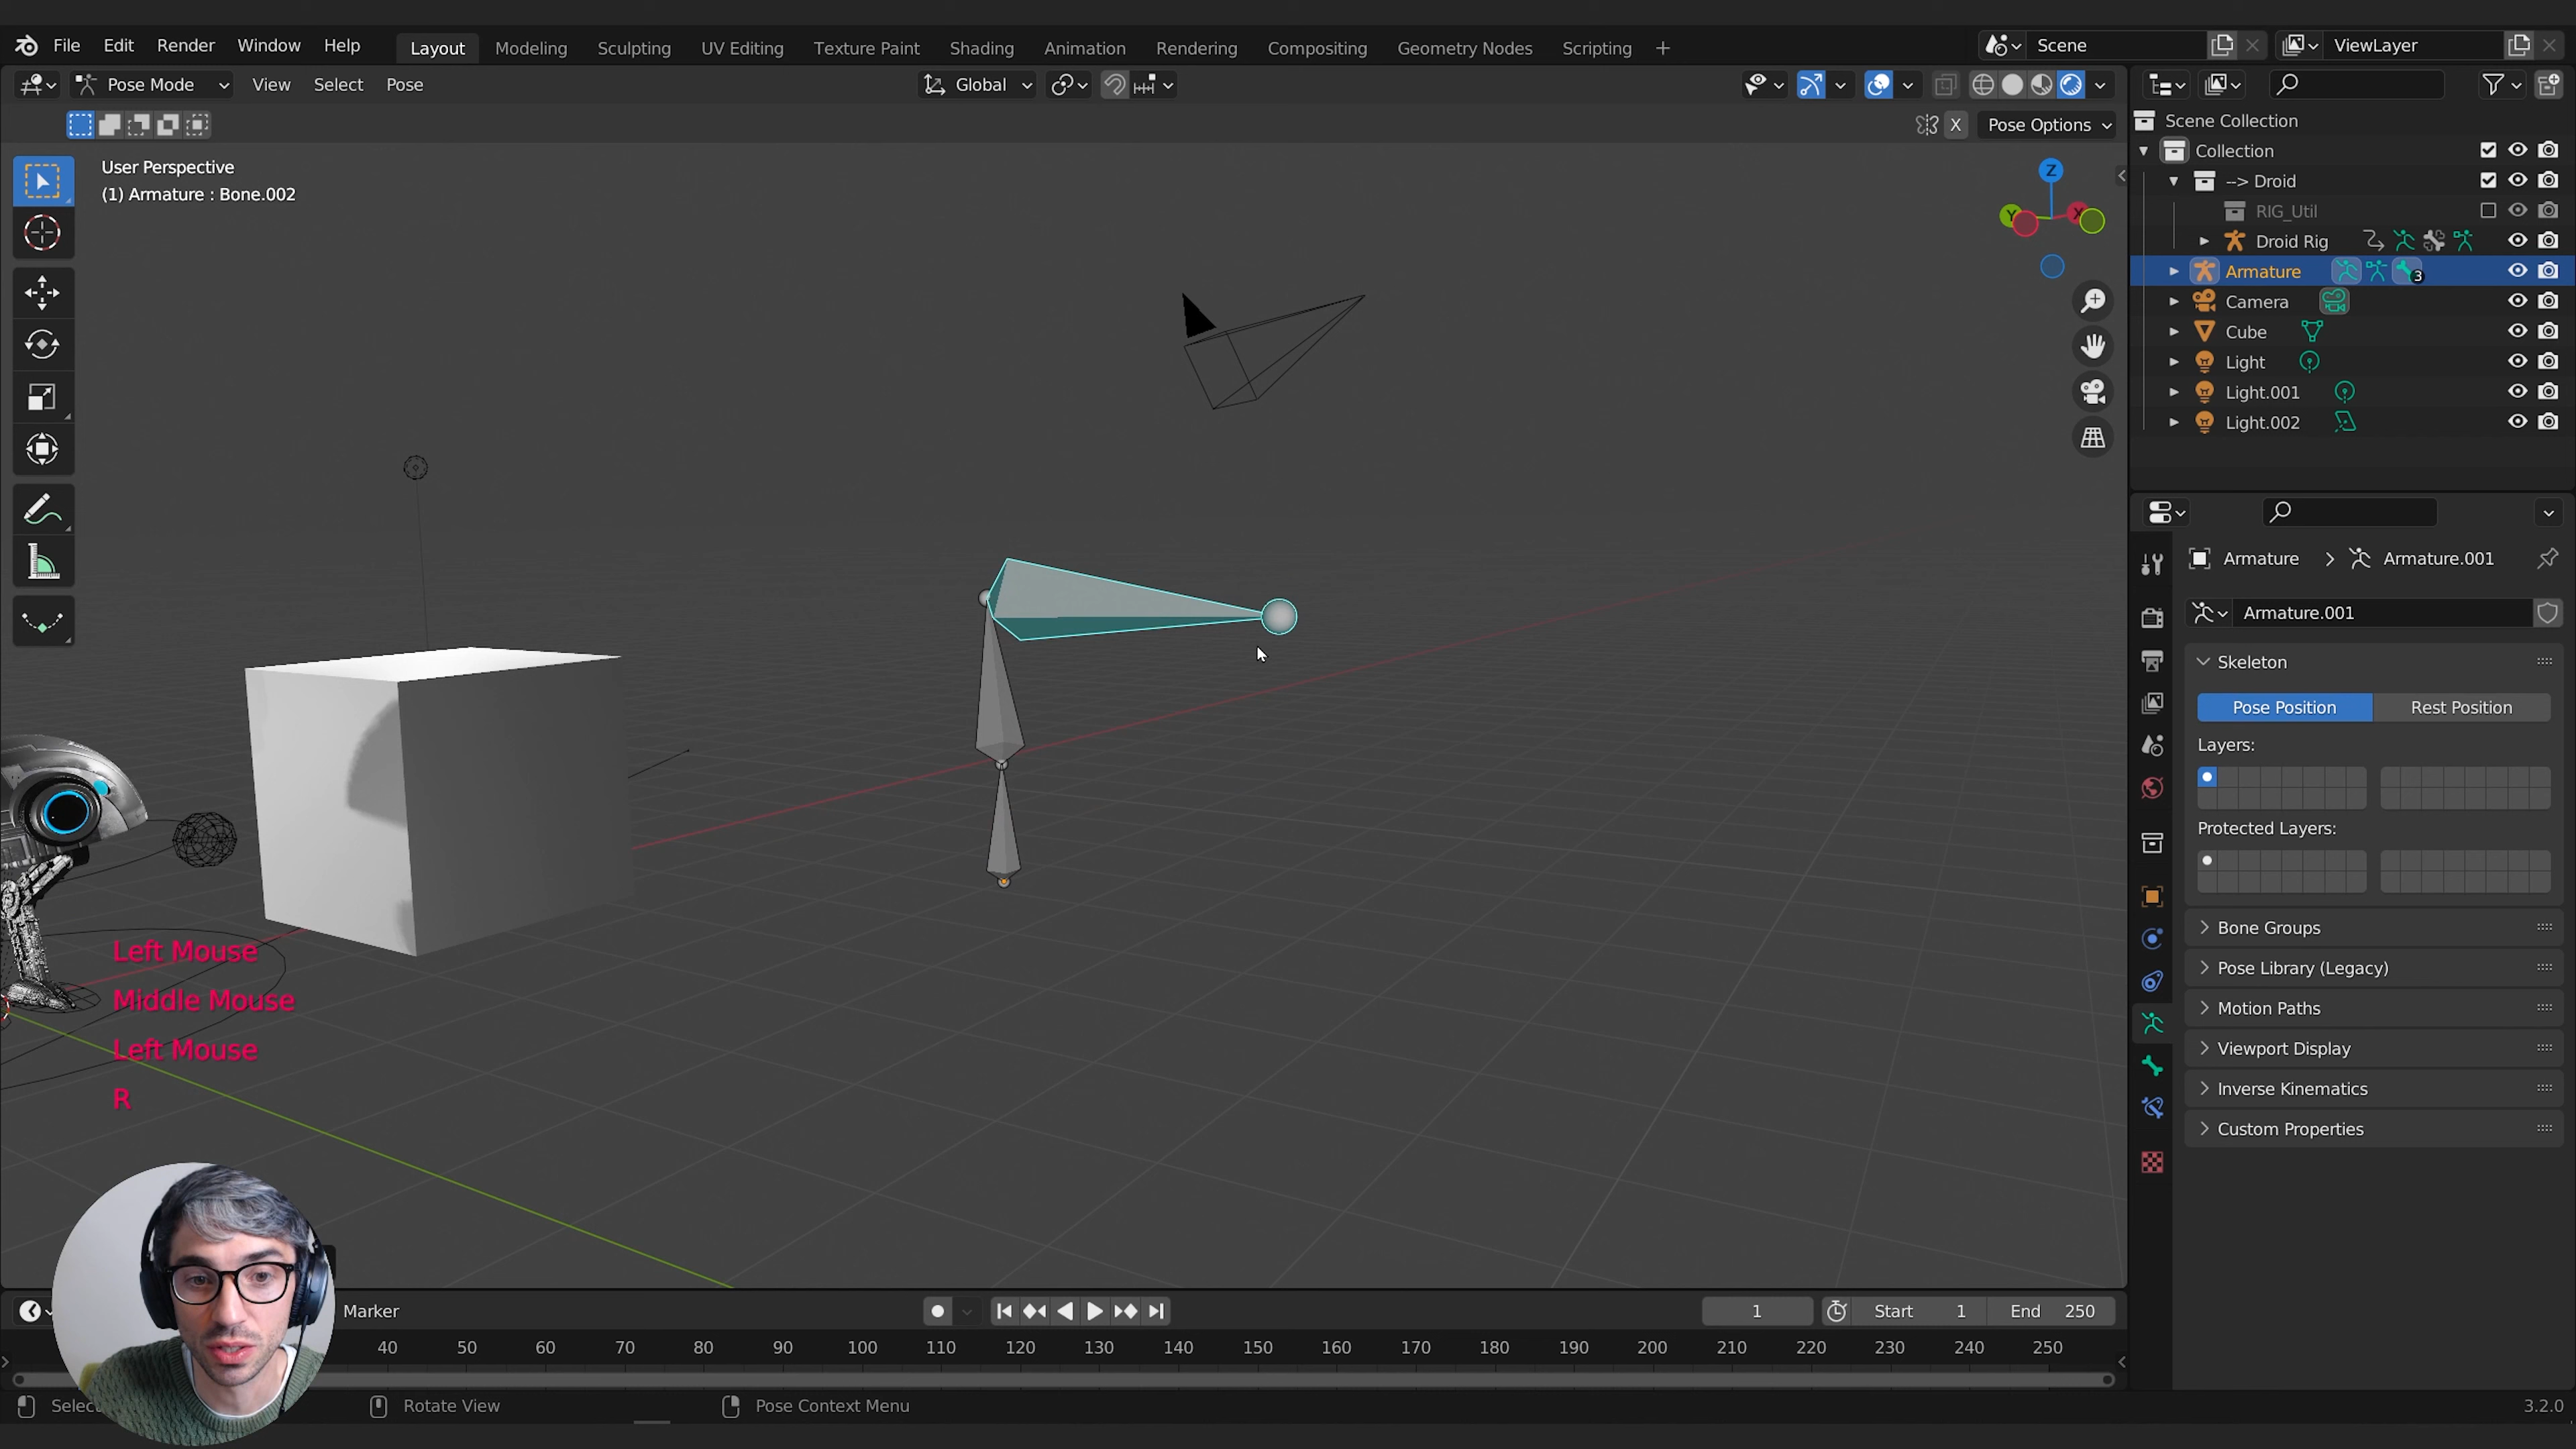 File Edit Render Window Help Layout Modeling Sculpting UV Editing Texture Paint Shading Animation Rendering Compositing Geometry Nodes Scripting + Scene ViewLayer
Pose Mode View Select Pose Global
X Pose Options
User Perspective
(1) Armature : Bone.002
Z
Y X
Scene Collection
Collection
--> Droid
RIG_Util
Droid Rig
Armature 3
Camera
Cube
Light
Light.001
Light.002
Armature > Armature.001
Armature.001
Skeleton
Pose Position Rest Position
Layers:
Protected Layers:
Bone Groups
Pose Library (Legacy)
Motion Paths
Viewport Display
Inverse Kinematics
Custom Properties
Left Mouse
Middle Mouse
Left Mouse
R
Marker 1 Start 1 End 250
40 50 60 70 80 90 100 110 120 130 140 150 160 170 180 190 200 210 220 230 240 250
Rotate View Pose Context Menu 3.2.0